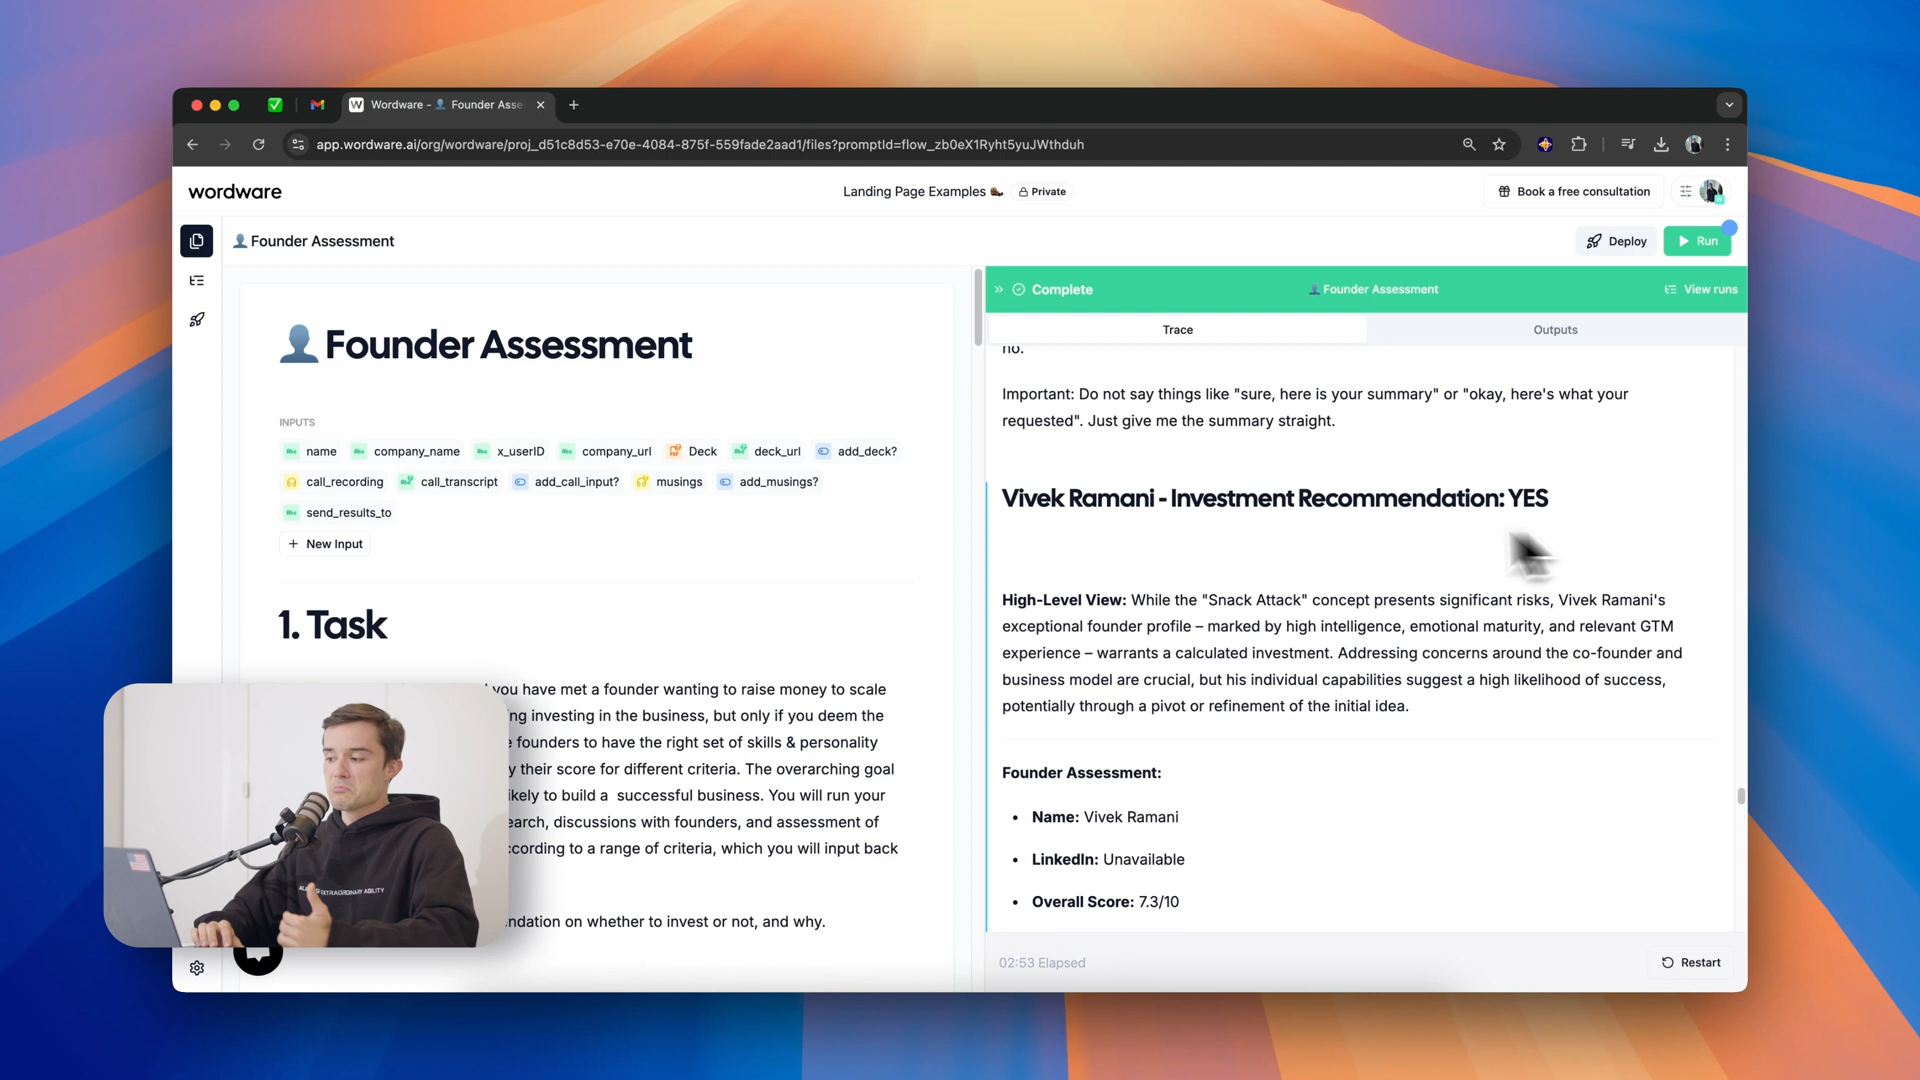 Wordware - 👤 Founder Asse
app.wordware.ai/org/wordware/proj_d51c8d53-e70e-4084-875f-559fade2aad1/files?promptId=flow_zb0eX1Ryht5yuJWthduh
wordware
Landing Page Examples
Private
Book a free consultation
Founder Assessment
Deploy
Run
Founder Assessment
INPUTS
name company_name x_userID company_url Deck deck_url add_deck?
call_recording call_transcript add_call_input? musings add_musings?
send_results_to
+ New Input
1. Task
you have met a founder wanting to raise money to scale
investing in the business, but only if you deem the
founders to have the right set of skills & personality
their score for different criteria. The overarching goal
to build a successful business. You will run your
discussions with founders, and assessment of
to a range of criteria, which you will input back
on whether to invest or not, and why.
EXTRAORDINARY ABILITY
Complete
Founder Assessment
View runs
Trace
Outputs
no.
Important: Do not say things like "sure, here is your summary" or "okay, here's what your
requested". Just give me the summary straight.
Vivek Ramani - Investment Recommendation: YES
High-Level View: While the "Snack Attack" concept presents significant risks, Vivek Ramani's
exceptional founder profile – marked by high intelligence, emotional maturity, and relevant GTM
experience – warrants a calculated investment. Addressing concerns around the co-founder and
business model are crucial, but his individual capabilities suggest a high likelihood of success,
potentially through a pivot or refinement of the initial idea.
Founder Assessment:
• Name: Vivek Ramani
• LinkedIn: Unavailable
• Overall Score: 7.3/10
02:53 Elapsed
Restart